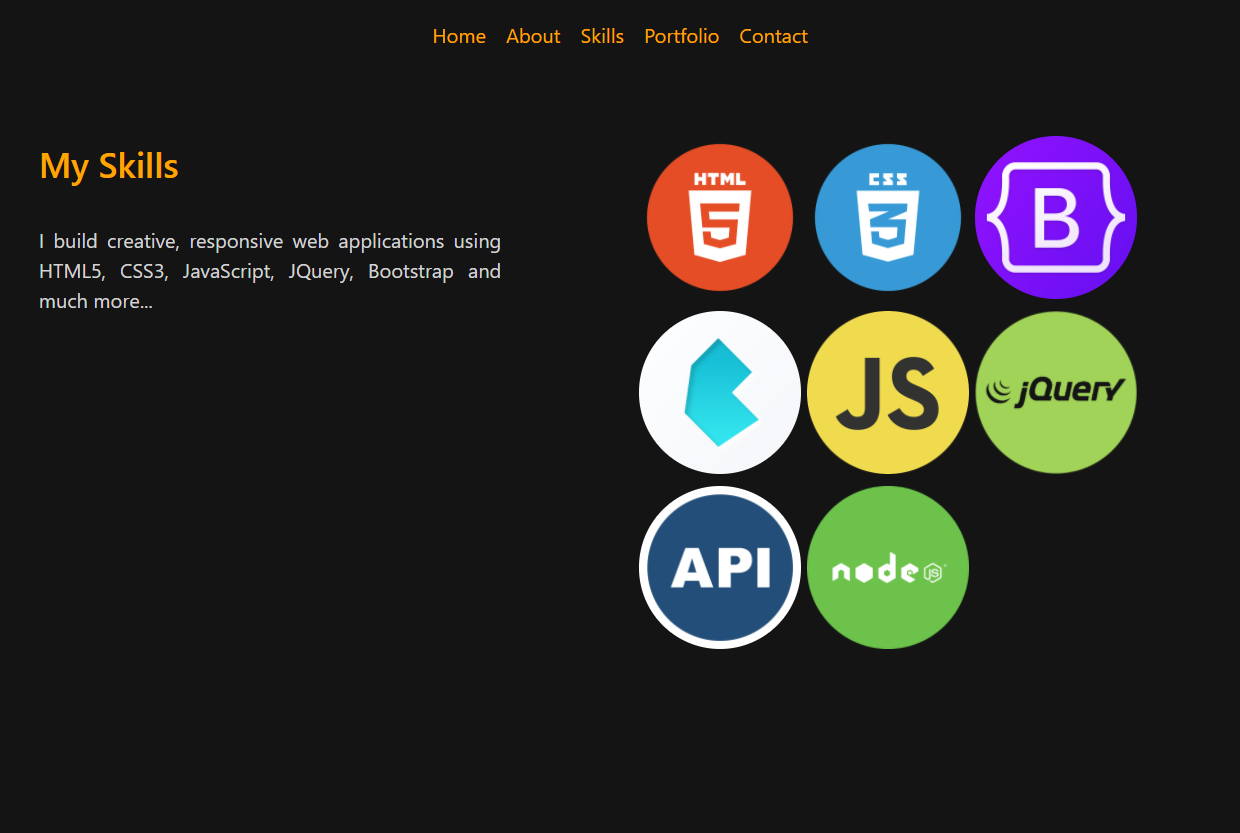 Home About Skills Portfolio Contact
My Skills
I build creative, responsive web applications using
HTML5, CSS3, JavaScript, JQuery, Bootstrap and
much more...
HTML
5
CSS
3
B
JS
jQuery
API
node
JS